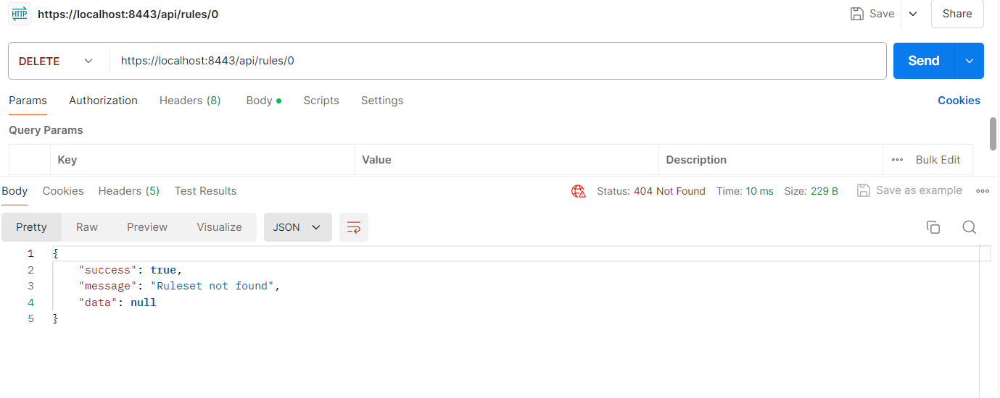 HTTP https://localhost:8443/api/rules/0 Save Share
DELETE https://localhost:8443/api/rules/0 Send
Params Authorization Headers (8) Body Scripts Settings Cookies
Query Params
Key Value Description Bulk Edit
Body Cookies Headers (5) Test Results Status: 404 Not Found Time: 10 ms Size: 229 B Save as example
Pretty Raw Preview Visualize JSON
1 {
2 "success": true,
3 "message": "Ruleset not found",
4 "data": null
5 }